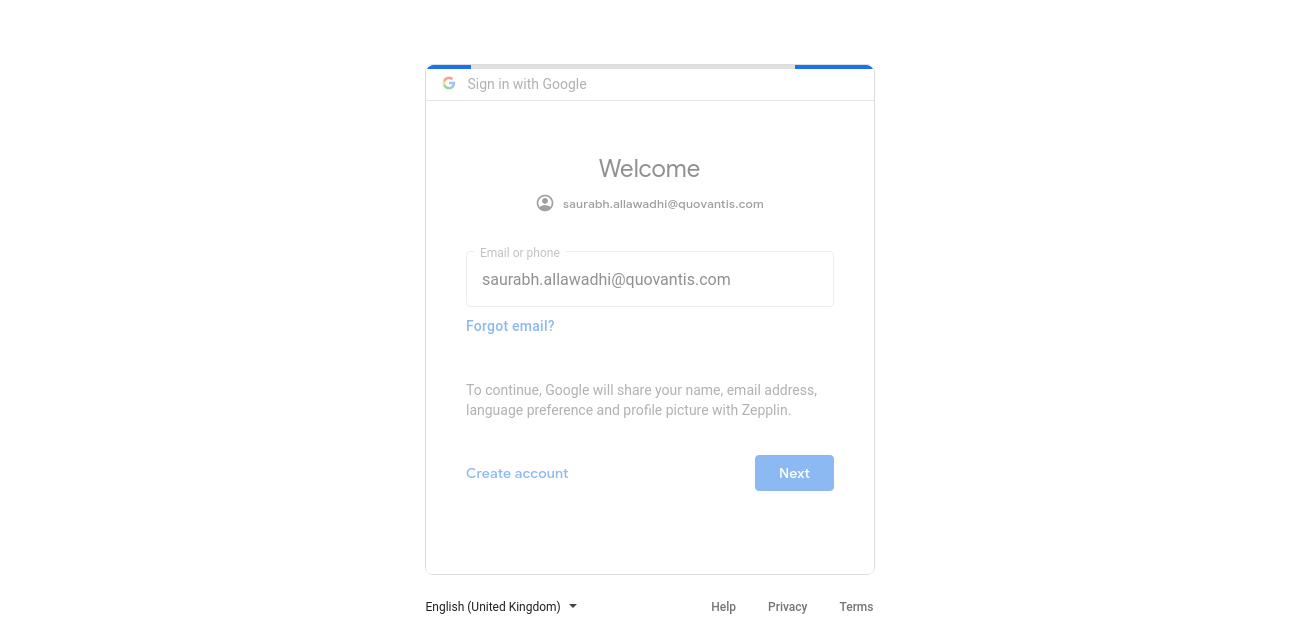 Sign in with Google
Welcome
saurabh.allawadhi@quovantis.com
Email or phone
saurabh.allawadhi@quovantis.com
Forgot email?
To continue, Google will share your name, email address,
language preference and profile picture with Zepplin.
Create account
Next
English (United Kingdom)
Help
Privacy
Terms